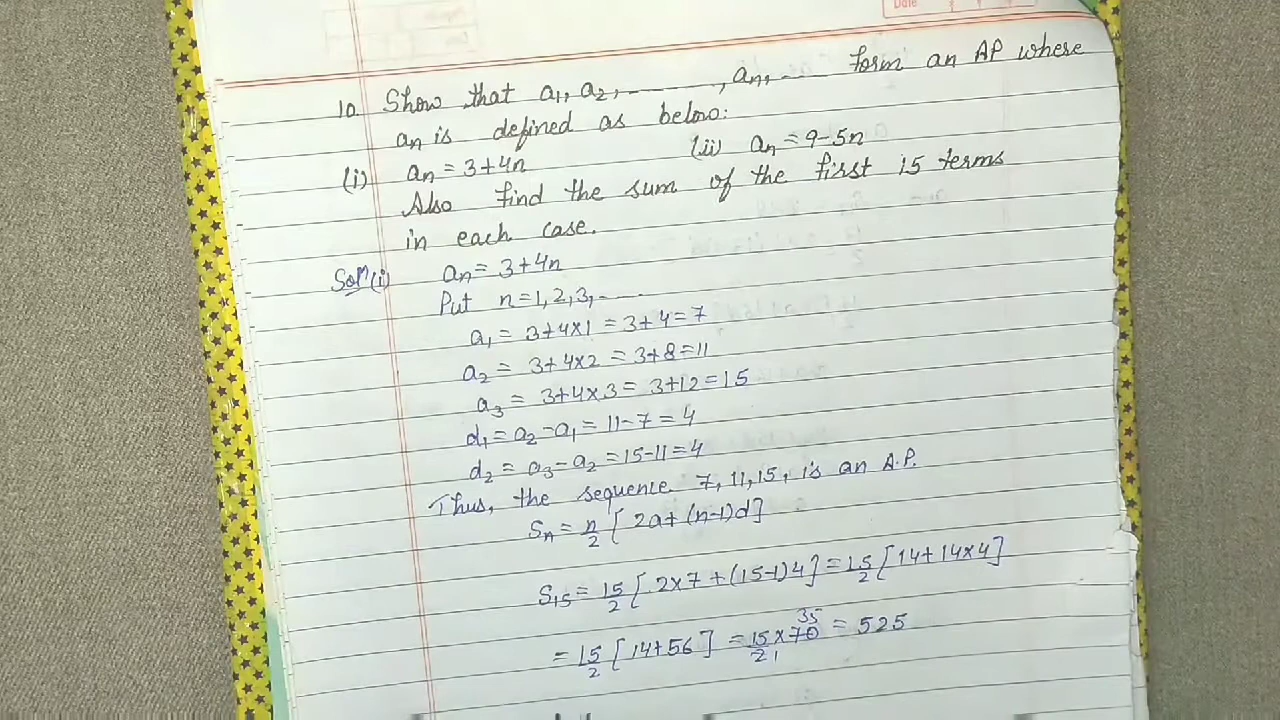 Date
10. Show that a₁, a₂, ........, aₙ, .... form an AP where
aₙ is defined as below:
(i) aₙ = 3+4n (ii) aₙ = 9-5n
Also find the sum of the first 15 terms
in each case.
Solⁿ(i) aₙ = 3+4n
Put n=1,2,3,....
a₁ = 3+4×1 = 3+4=7
a₂ = 3+4×2 = 3+8=11
a₃ = 3+4×3 = 3+12=15
d₁ = a₂-a₁ = 11-7 = 4
d₂ = a₃-a₂ = 15-11=4
Thus, the sequence 7, 11, 15, is an A.P.
Sₙ = n/2 [2a+(n-1)d]
S₁₅ = 15/2 [2×7+(15-1)4] = 15/2 [14+14×4]
= 15/2 [14+56] = 15/2 1 × 70 35 = 525